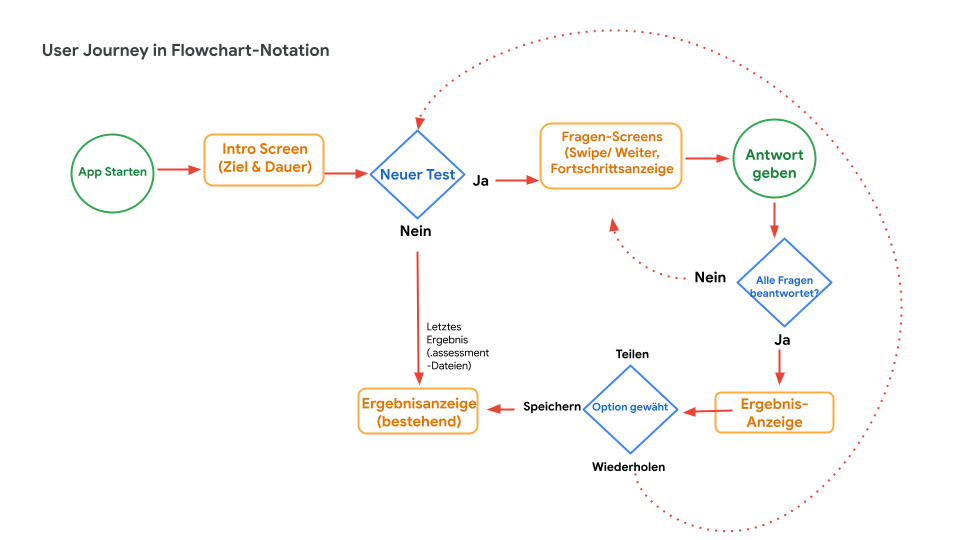 User Journey in Flowchart-Notation
App Starten
Intro Screen
(Ziel & Dauer)
Neuer Test
Ja
Nein
Fragen-Screens
(Swipe/ Weiter,
Fortschrittsanzeige
Antwort
geben
Alle Fragen
beantwortet?
Nein
Ja
Letztes
Ergebnis
(.assessment
-Dateien)
Ergebnisanzeige
(bestehend)
Speichern
Teilen
Option gewäht
Wiederholen
Ergebnis-
Anzeige